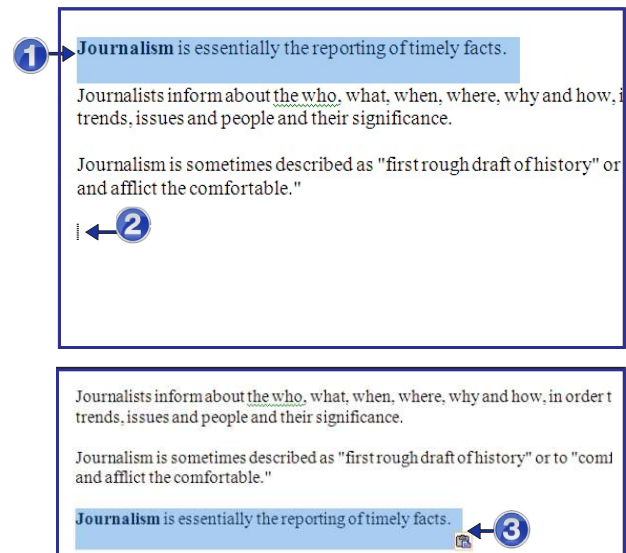 1
Journalism is essentially the reporting of timely facts.
Journalists inform about the who, what, when, where, why and how, i
trends, issues and people and their significance.
Journalism is sometimes described as "first rough draft of history" or
and afflict the comfortable."
2
Journalists inform about the who, what, when, where, why and how, in order t
trends, issues and people and their significance.
Journalism is sometimes described as "first rough draft of history" or to "comf
and afflict the comfortable."
Journalism is essentially the reporting of timely facts.
3